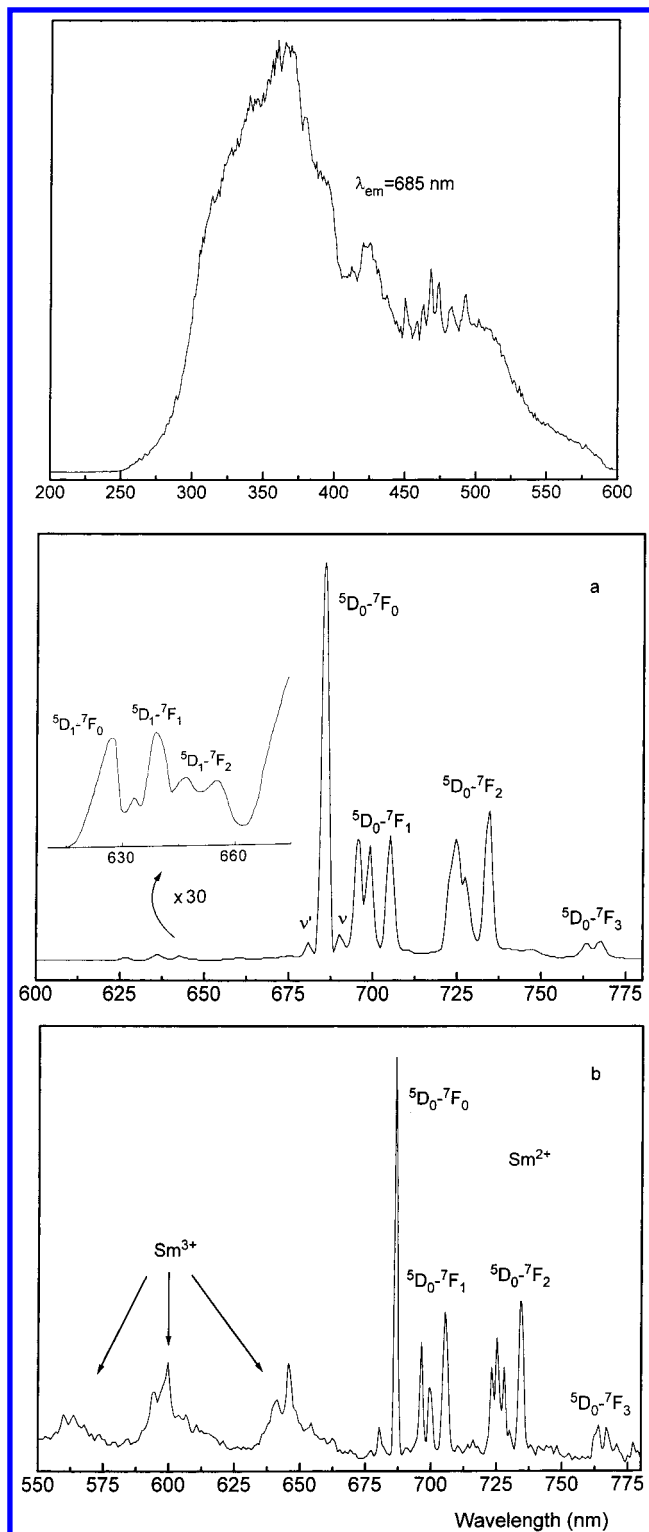 λem=685 nm
200 250 300 350 400 450 500 550 600
a
⁵D₀-⁷F₀
⁵D₁-⁷F₀
⁵D₁-⁷F₁
⁵D₁-⁷F₂
630 660
x 30
⁵D₀-⁷F₁
⁵D₀-⁷F₂
⁵D₀-⁷F₃
ν' ν
600 625 650 675 700 725 750 775
b
⁵D₀-⁷F₀
Sm²⁺
Sm³⁺
⁵D₀-⁷F₁
⁵D₀-⁷F₂
⁵D₀-⁷F₃
550 575 600 625 650 675 700 725 750 775
Wavelength (nm)